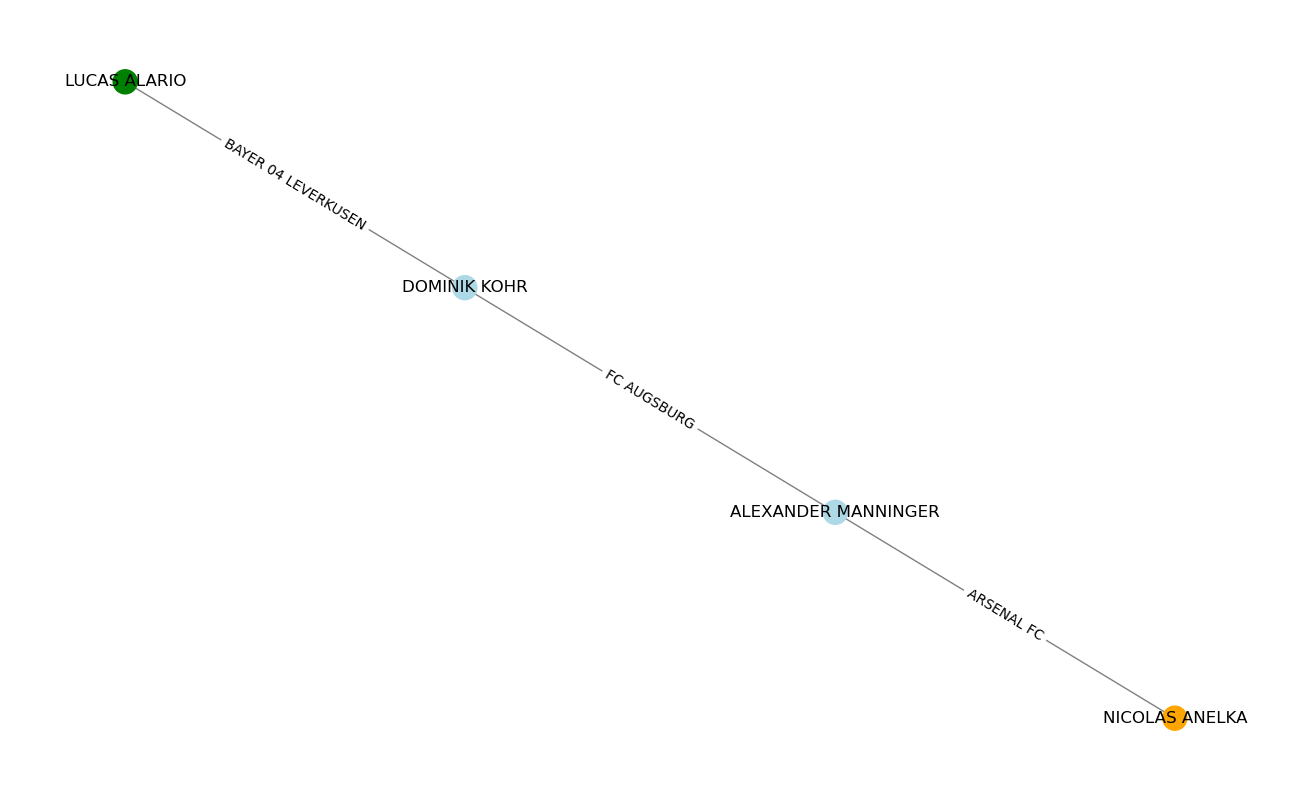 LUCAS ALARIO
BAYER 04 LEVERKUSEN
DOMINIK KOHR
FC AUGSBURG
ALEXANDER MANNINGER
ARSENAL FC
NICOLAS ANELKA